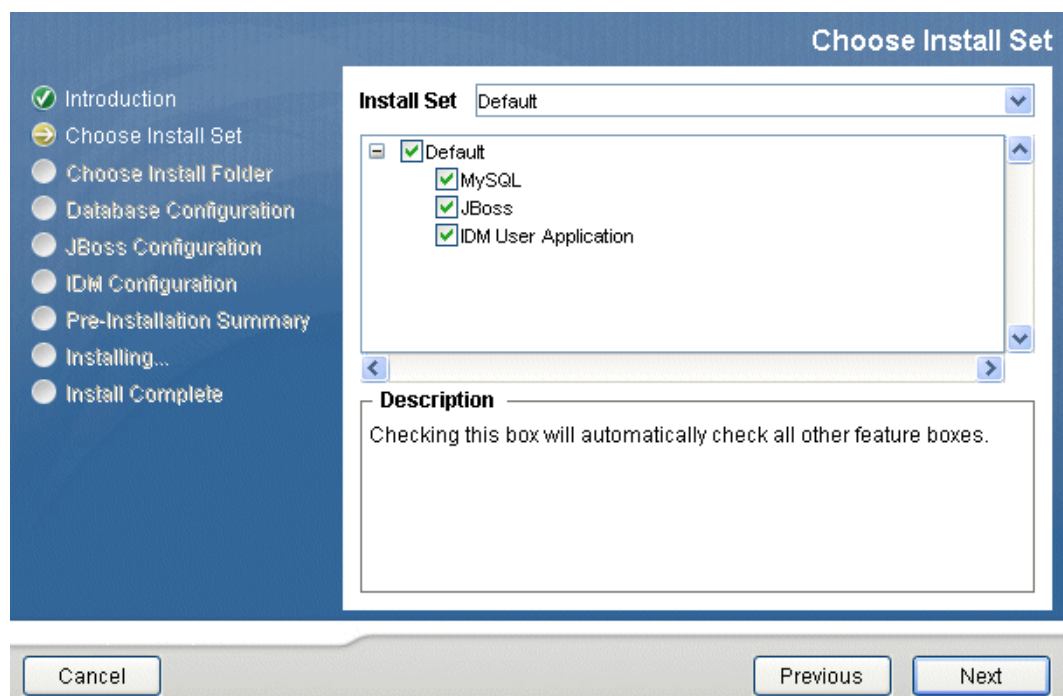 Choose Install Set
Introduction
Choose Install Set
Choose Install Folder
Database Configuration
JBoss Configuration
IDM Configuration
Pre-Installation Summary
Installing...
Install Complete
Install Set Default
Default
MySQL
JBoss
IDM User Application
Description
Checking this box will automatically check all other feature boxes.
Cancel
Previous
Next